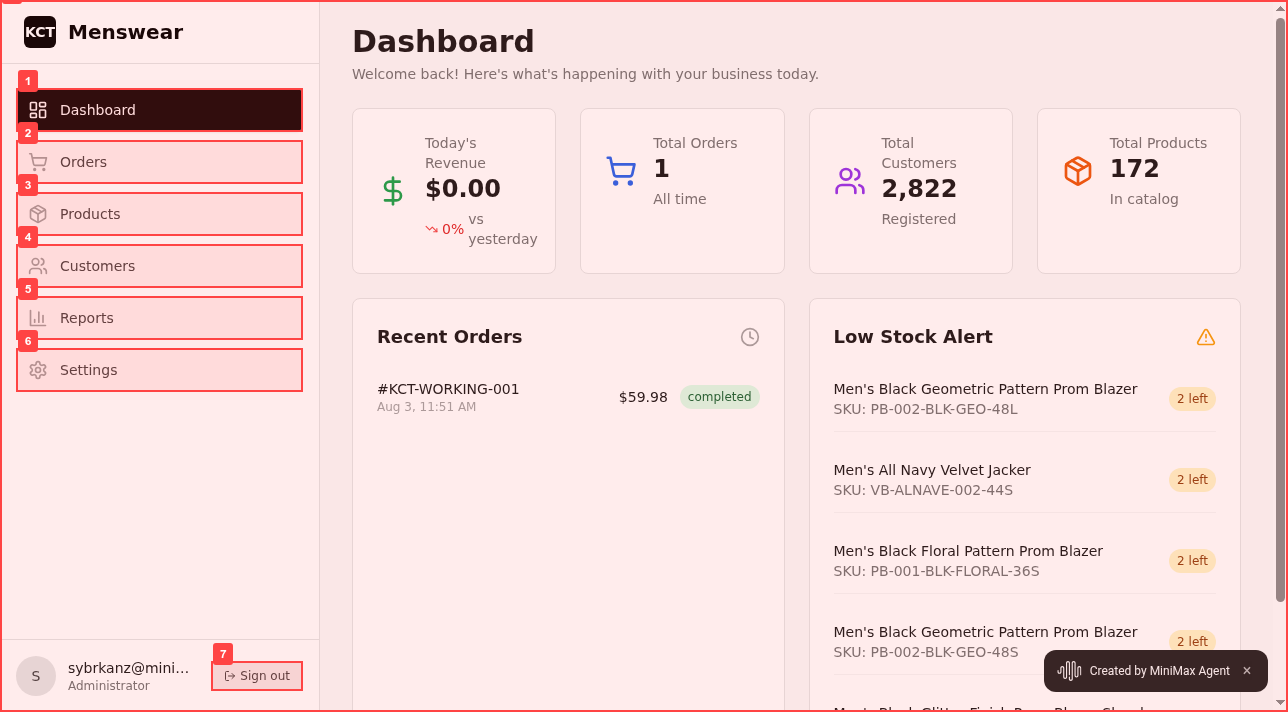 KCT Menswear
1
Dashboard
2
Orders
3
Products
4
Customers
5
Reports
6
Settings
S
sybrkanz@mini...
Administrator
7
Sign out
Dashboard
Welcome back! Here's what's happening with your business today.
Today's
Revenue
$0.00
0% vs
yesterday
Total Orders
1
All time
Total
Customers
2,822
Registered
Total Products
172
In catalog
Recent Orders
#KCT-WORKING-001
Aug 3, 11:51 AM
$59.98 completed
Low Stock Alert
Men's Black Geometric Pattern Prom Blazer
SKU: PB-002-BLK-GEO-48L
2 left
Men's All Navy Velvet Jacker
SKU: VB-ALNAVE-002-44S
2 left
Men's Black Floral Pattern Prom Blazer
SKU: PB-001-BLK-FLORAL-36S
2 left
Men's Black Geometric Pattern Prom Blazer
SKU: PB-002-BLK-GEO-48S
2 left
Created by MiniMax Agent ×